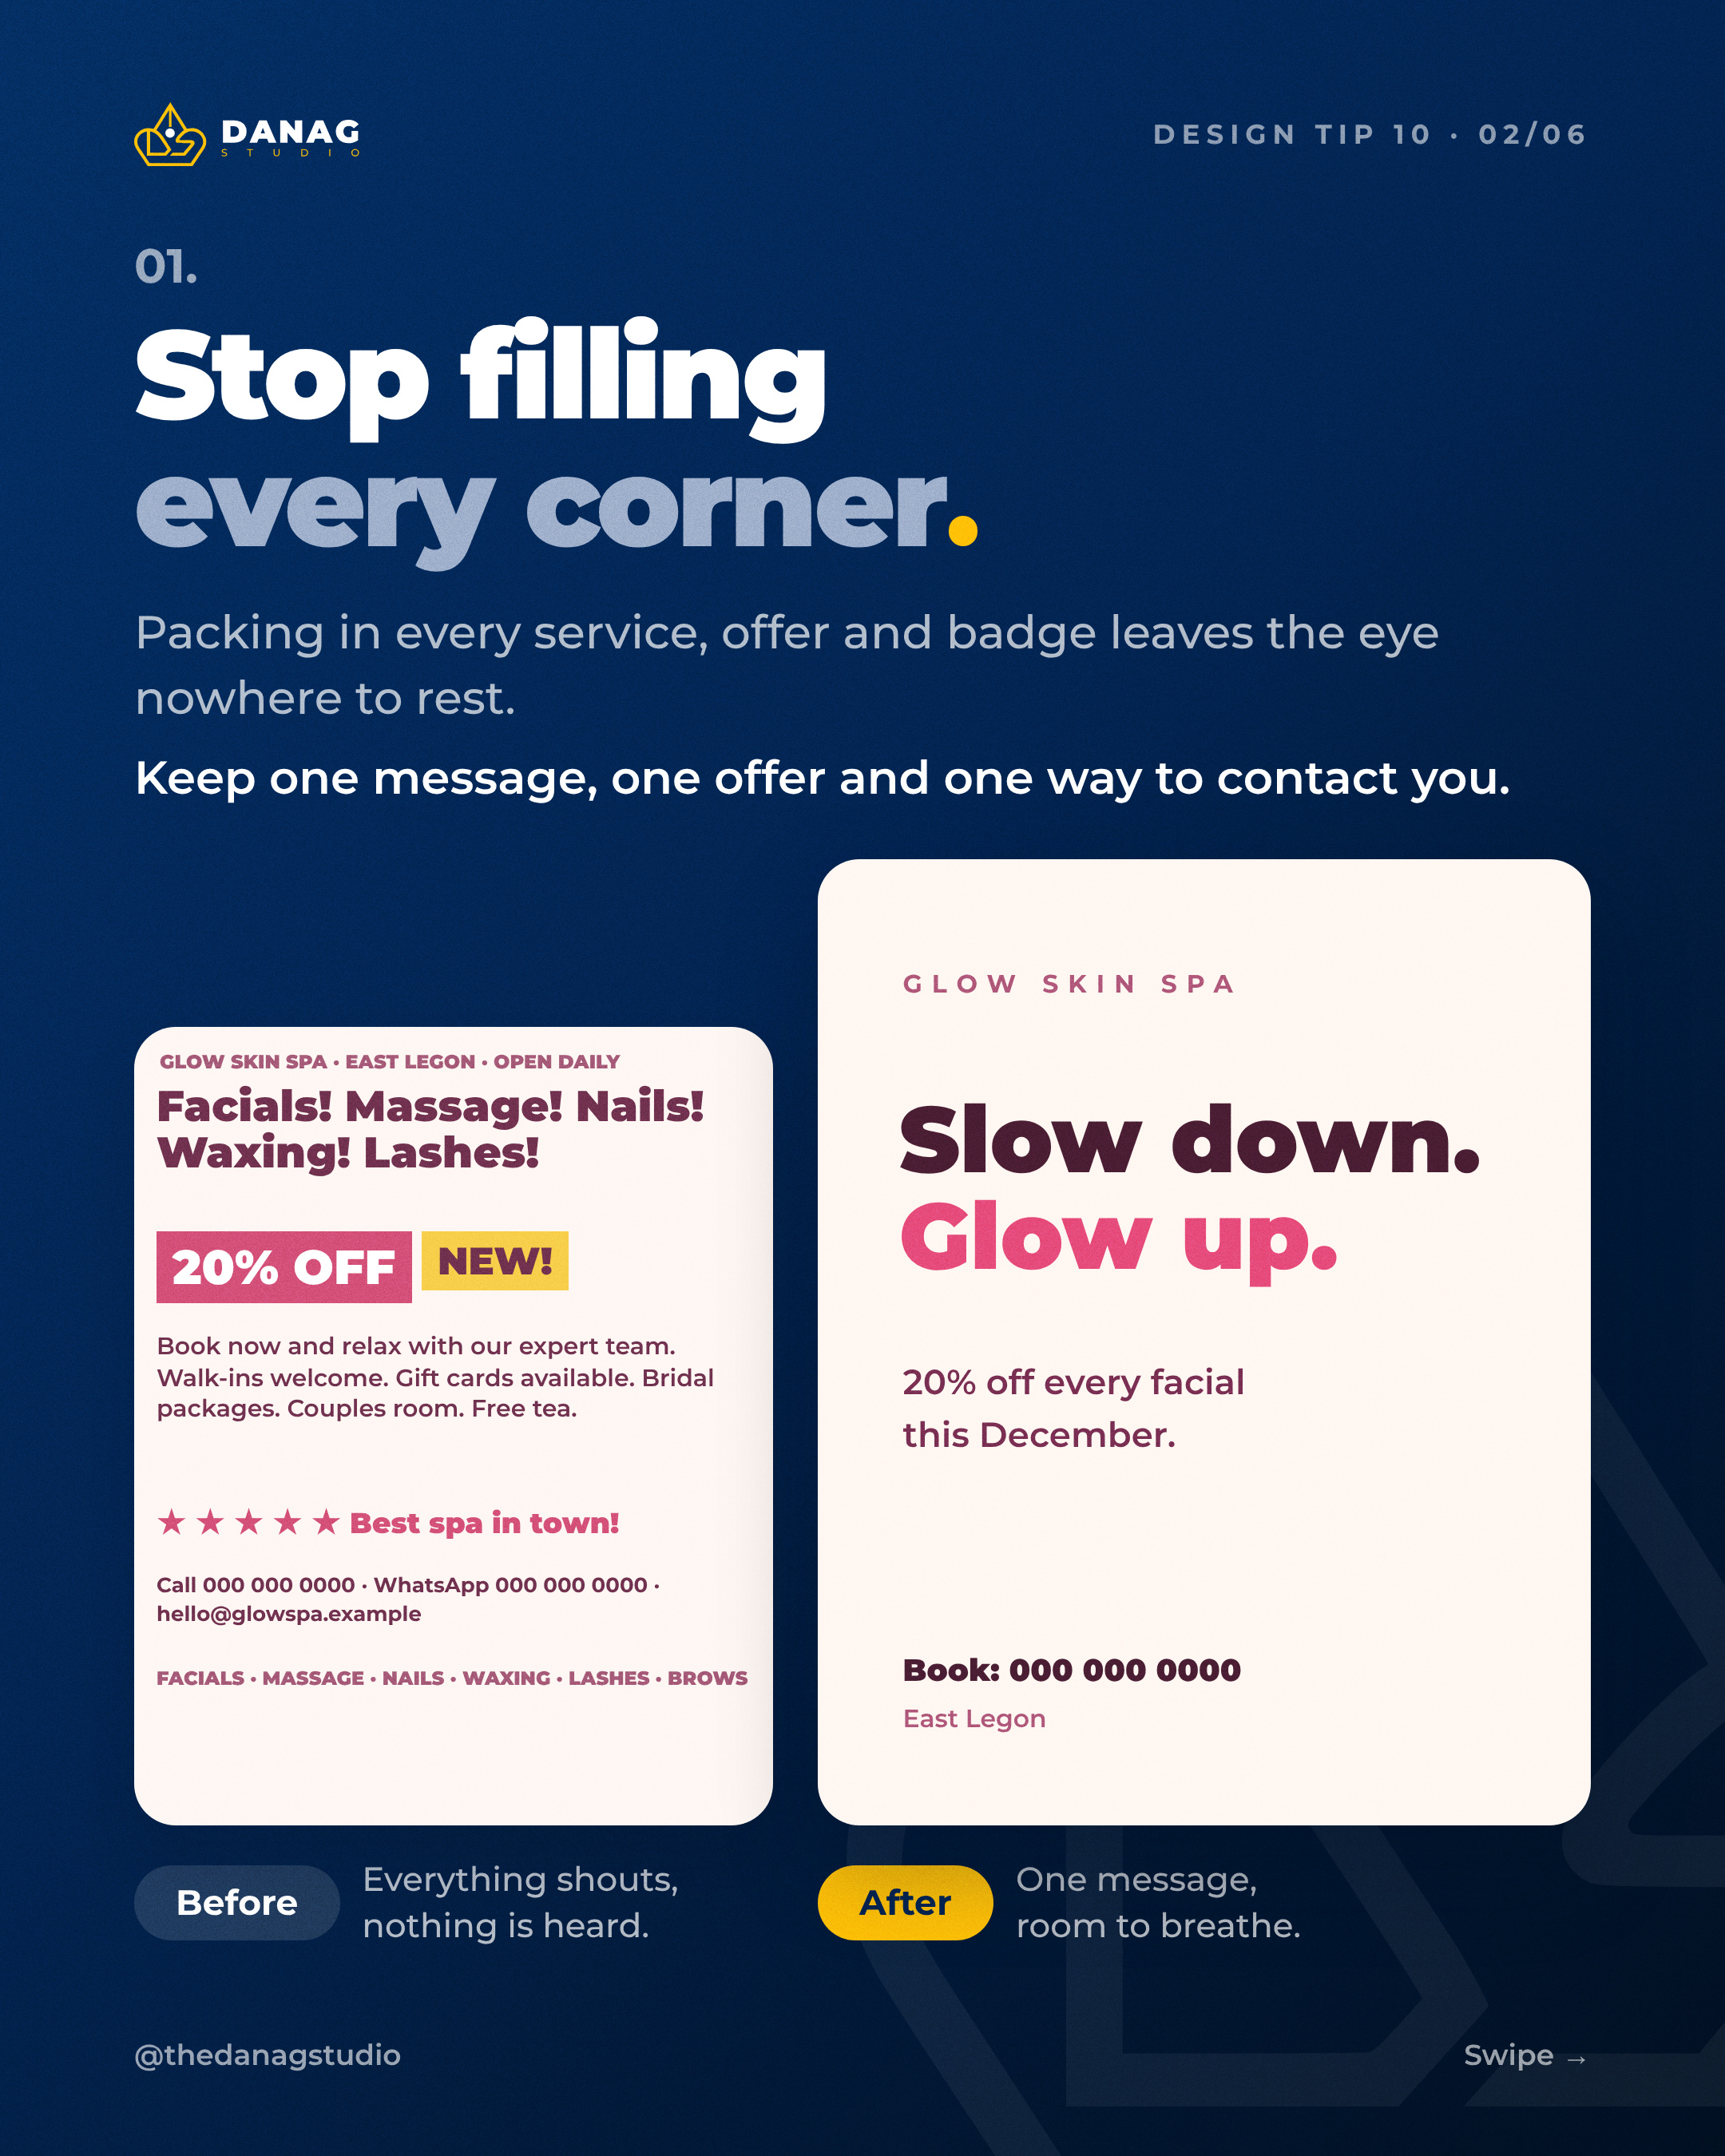 DANAG
STUDIO
DESIGN TIP 10 · 02/06
01.
Stop filling
every corner.
Packing in every service, offer and badge leaves the eye
nowhere to rest.
Keep one message, one offer and one way to contact you.
GLOW SKIN SPA · EAST LEGON · OPEN DAILY
Facials! Massage! Nails!
Waxing! Lashes!
20% OFF
NEW!
Book now and relax with our expert team.
Walk-ins welcome. Gift cards available. Bridal
packages. Couples room. Free tea.
★ ★ ★ ★ ★ Best spa in town!
Call 000 000 0000 · WhatsApp 000 000 0000 ·
hello@glowspa.example
FACIALS · MASSAGE · NAILS · WAXING · LASHES · BROWS
Before
Everything shouts,
nothing is heard.
GLOW SKIN SPA
Slow down.
Glow up.
20% off every facial
this December.
Book: 000 000 0000
East Legon
After
One message,
room to breathe.
@thedanagstudio
Swipe →